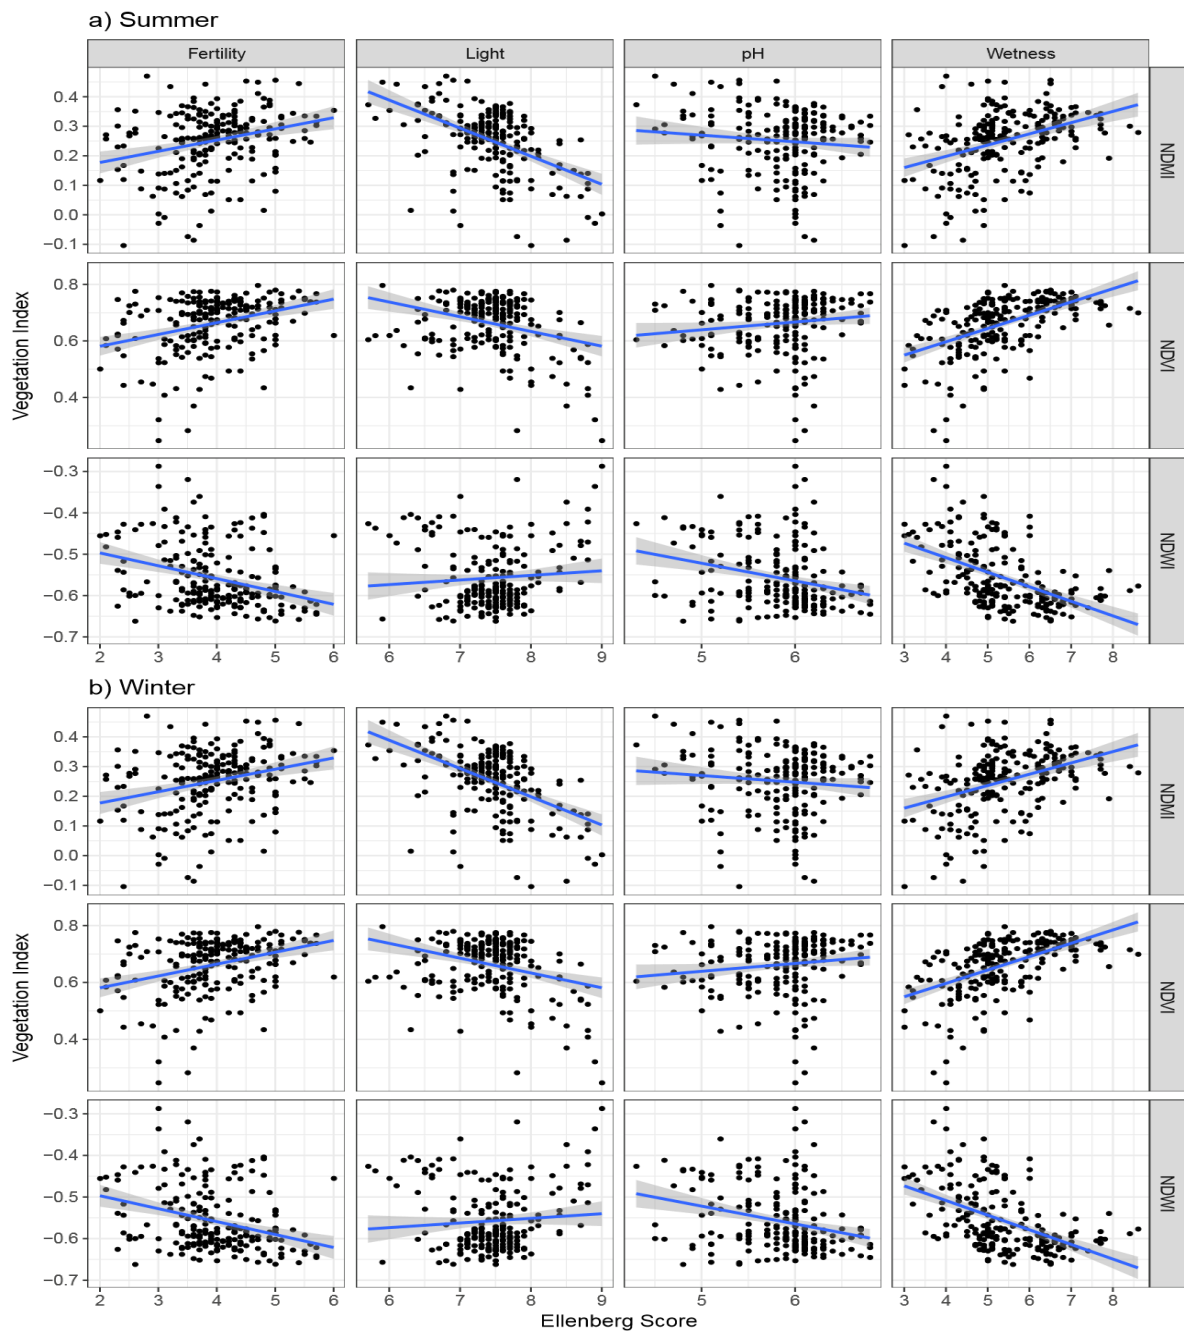 a) Summer
Fertility Light pH Wetness
0.4
0.3
0.2
0.1
0.0
−0.1
NDMI
0.8
0.6
0.4
NDVI
Vegetation Index
−0.3
−0.4
−0.5
−0.6
−0.7
NDWI
2 3 4 5 6 6 7 8 9 5 6 3 4 5 6 7 8
b) Winter
0.4
0.3
0.2
0.1
0.0
−0.1
NDMI
0.8
0.6
0.4
NDVI
Vegetation Index
−0.3
−0.4
−0.5
−0.6
−0.7
NDWI
2 3 4 5 6 6 7 8 9 5 6 3 4 5 6 7 8
Ellenberg Score